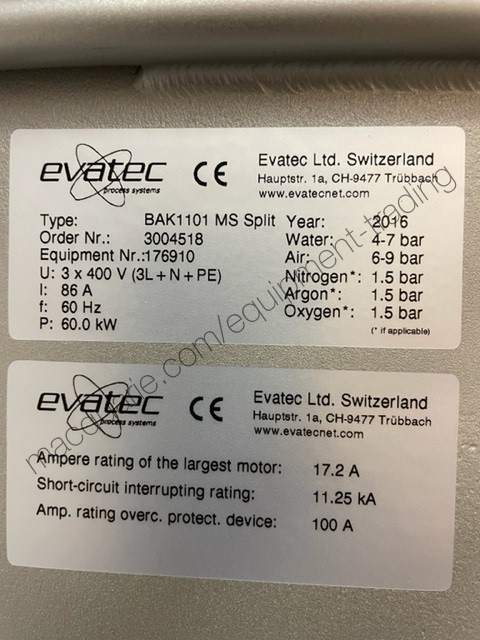 evatec
process systems
CE
Evatec Ltd. Switzerland
Hauptstr. 1a, CH-9477 Trübbach
www.evatecnet.com
Type: BAK1101 MS Split
Order Nr.: 3004518
Equipment Nr.:176910
U: 3 x 400 V (3L + N + PE)
I: 86 A
f: 60 Hz
P: 60.0 kW
Year: 2016
Water: 4-7 bar
Air: 6-9 bar
Nitrogen*: 1.5 bar
Argon*: 1.5 bar
Oxygen*: 1.5 bar
(* if applicable)
evatec
process systems
CE
Evatec Ltd. Switzerland
Hauptstr. 1a, CH-9477 Trübbach
www.evatecnet.com
Ampere rating of the largest motor: 17.2 A
Short-circuit interrupting rating: 11.25 kA
Amp. rating overc. protect. device: 100 A
macquarie.com/equipment-trading